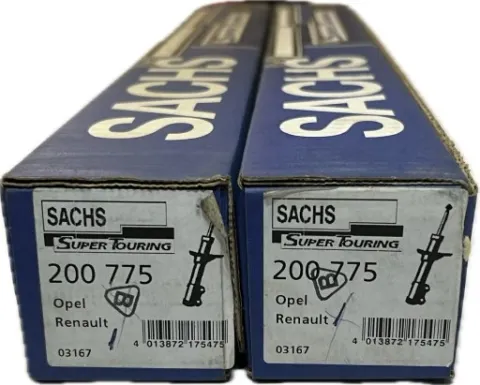 SACHS
SACHS
SACHS
SUPER TOURING
200 775
B
Opel
Renault
03167
4 013872 175475
SACHS
SUPER TOURING
200 775
B
Opel
Renault
03167
4 013872 175475